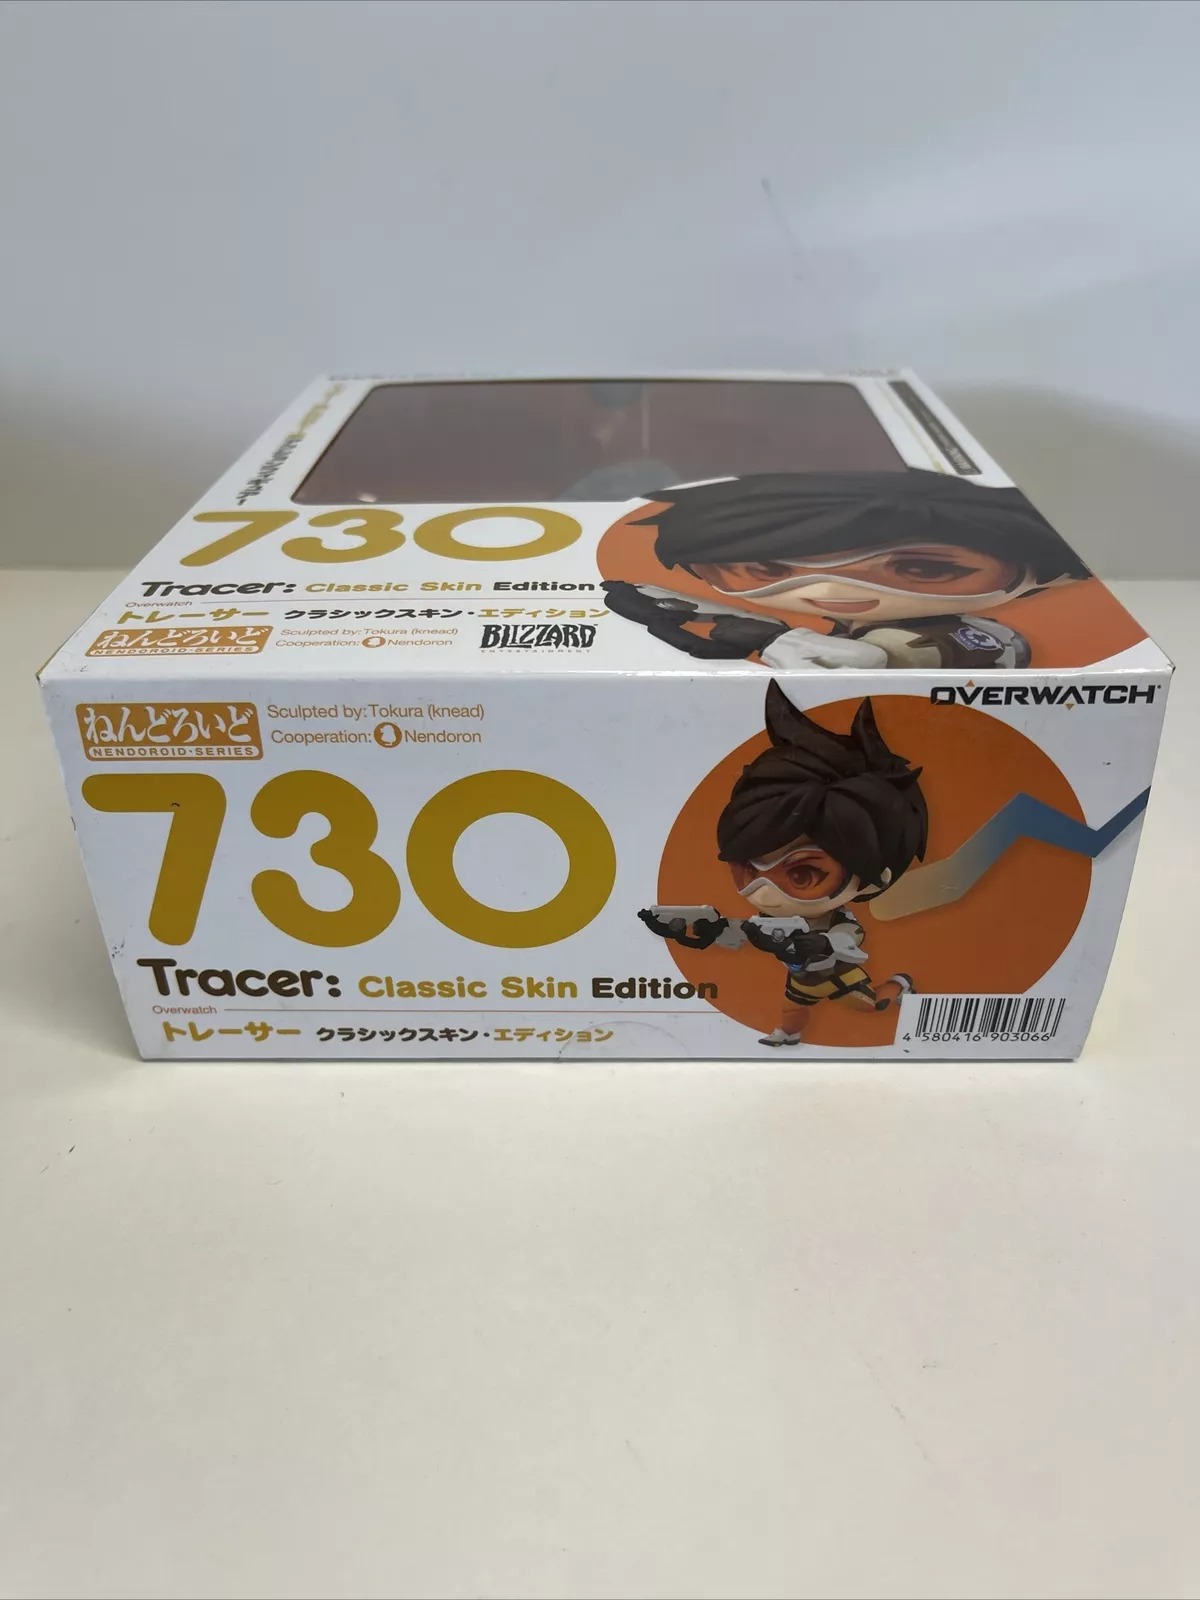 730
Tracer: Classic Skin Edition
Overwatch
トレーサー クラシックスキン・エディション
ねんどろいど
NENDOROID・SERIES
Sculpted by: Tokura (knead)
Cooperation: Nendoron
BLIZZARD
ENTERTAINMENT
OVERWATCH
ねんどろいど
NENDOROID・SERIES
Sculpted by: Tokura (knead)
Cooperation: Nendoron
730
Tracer: Classic Skin Edition
Overwatch
トレーサー クラシックスキン・エディション
4 580416 903066